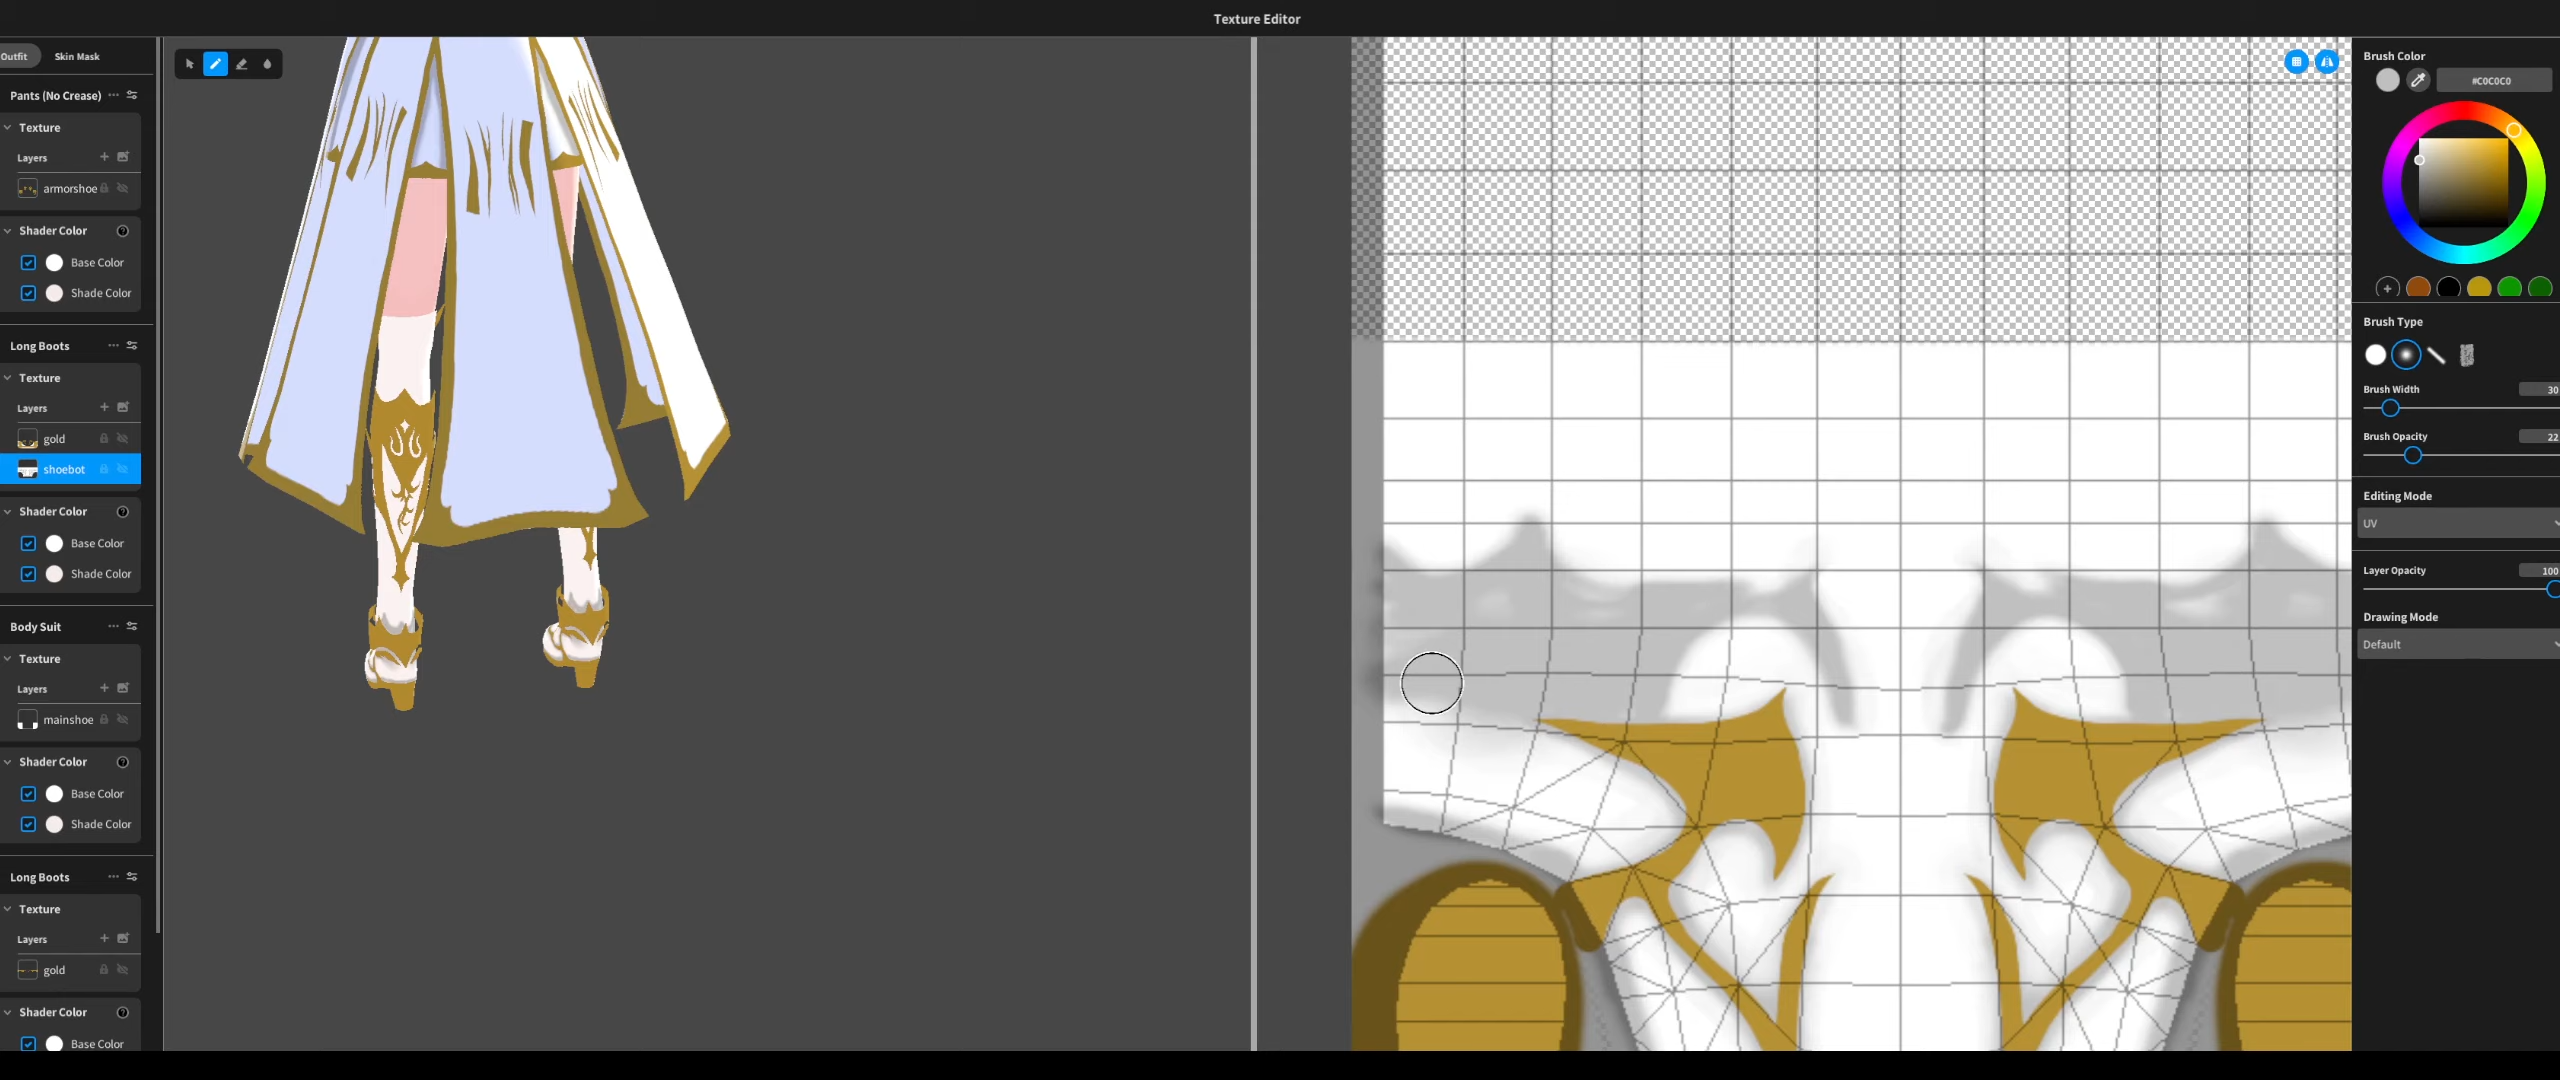 Texture Editor
Outfit
Skin Mask
Pants (No Crease)
Texture
Layers
armorshoe
Shader Color
Base Color
Shade Color
Long Boots
Texture
Layers
gold
shoebot
Shader Color
Base Color
Shade Color
Body Suit
Texture
Layers
mainshoe
Shader Color
Base Color
Shade Color
Long Boots
Texture
Layers
gold
Shader Color
Base Color
Brush Color
#C0C0C0
Brush Type
Brush Width
30
Brush Opacity
22
Editing Mode
UV
Layer Opacity
100
Drawing Mode
Default